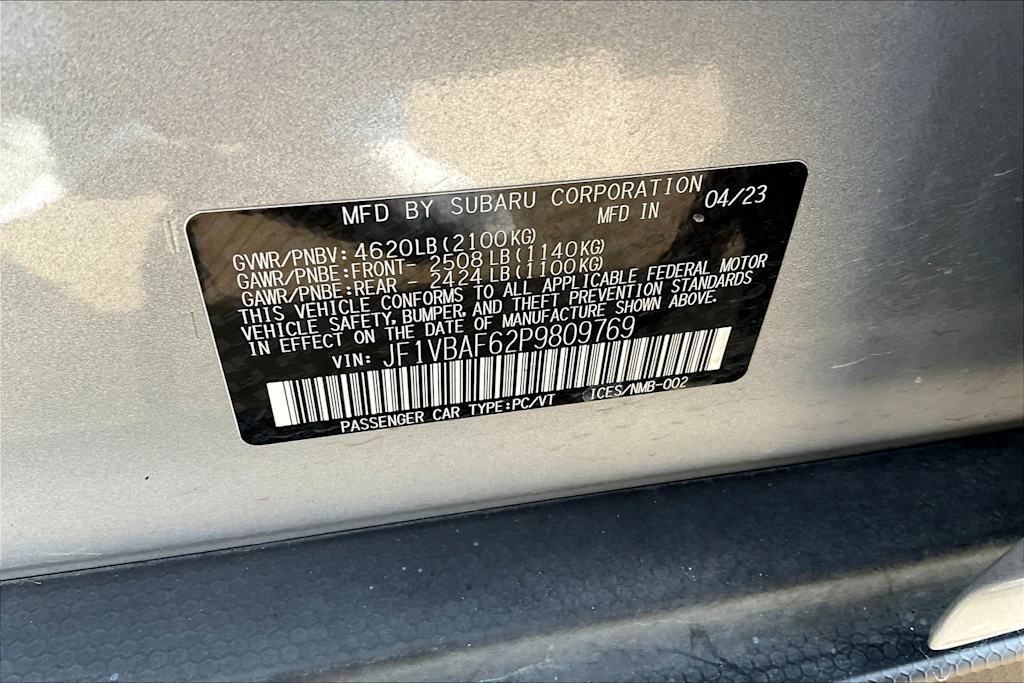 MFD BY SUBARU CORPORATION
MFD IN 04/23
GVWR/PNBV: 4620LB(2100KG)
GAWR/PNBE:FRONT- 2508LB(1140KG)
GAWR/PNBE:REAR - 2424LB(1100KG)
THIS VEHICLE CONFORMS TO ALL APPLICABLE FEDERAL MOTOR
VEHICLE SAFETY, BUMPER, AND THEFT PREVENTION STANDARDS
IN EFFECT ON THE DATE OF MANUFACTURE SHOWN ABOVE.
VIN: JF1VBAF62P9809769
PASSENGER CAR TYPE:PC/VT ICES/NMB-002